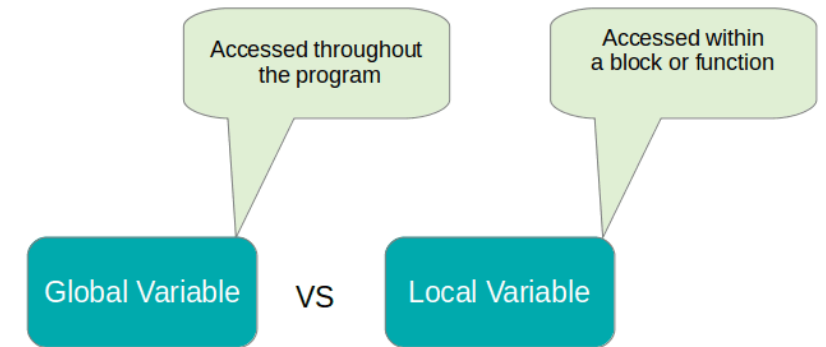 Accessed throughout
the program
Accessed within
a block or function
Global Variable
VS
Local Variable